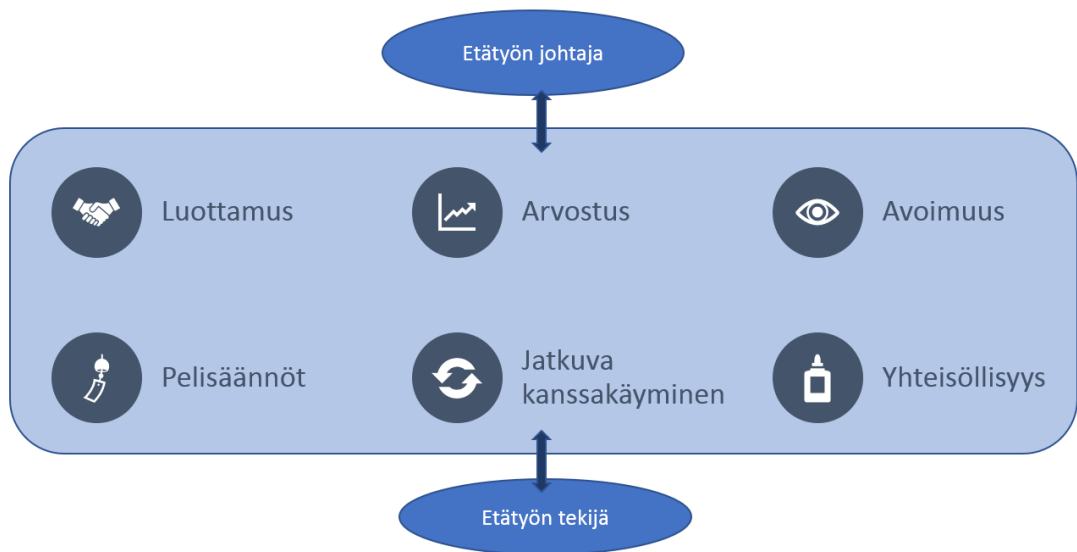 Etätyön johtaja
Luottamus
Arvostus
Avoimuus
Pelisäännöt
Jatkuva
kanssakäyminen
Yhteisöllisyys
Etätyön tekijä